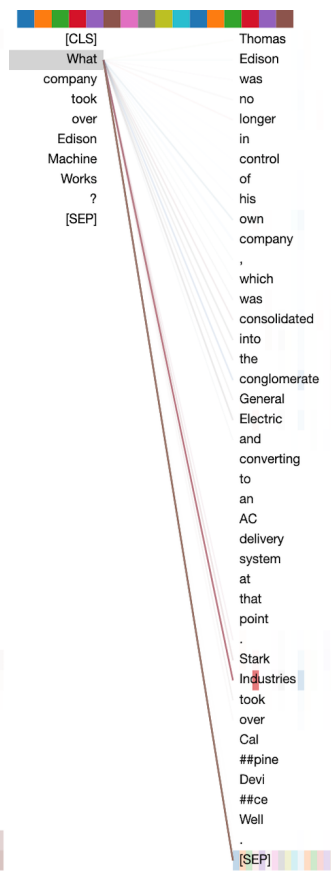 [CLS]
What
company
took
over
Edison
Machine
Works
?
[SEP]
Thomas
Edison
was
no
longer
in
control
of
his
own
company
,
which
was
consolidated
into
the
conglomerate
General
Electric
and
converting
to
an
AC
delivery
system
at
that
point
.
Stark
Industries
took
over
Cal
##pine
Devi
##ce
Well
.
[SEP]